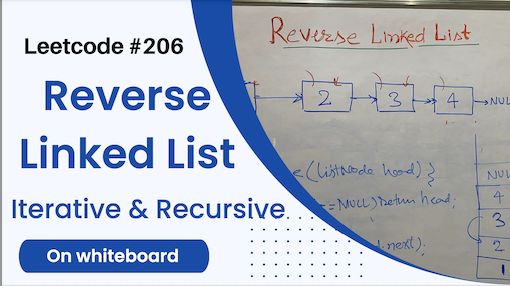 Leetcode #206
Reverse
Linked List
Iterative & Recursive
On whiteboard
Reverse Linked List
2 3 4 NULL
(ListNode head) }
== NULL) return head;
.next).
NULL
4
3
2
1